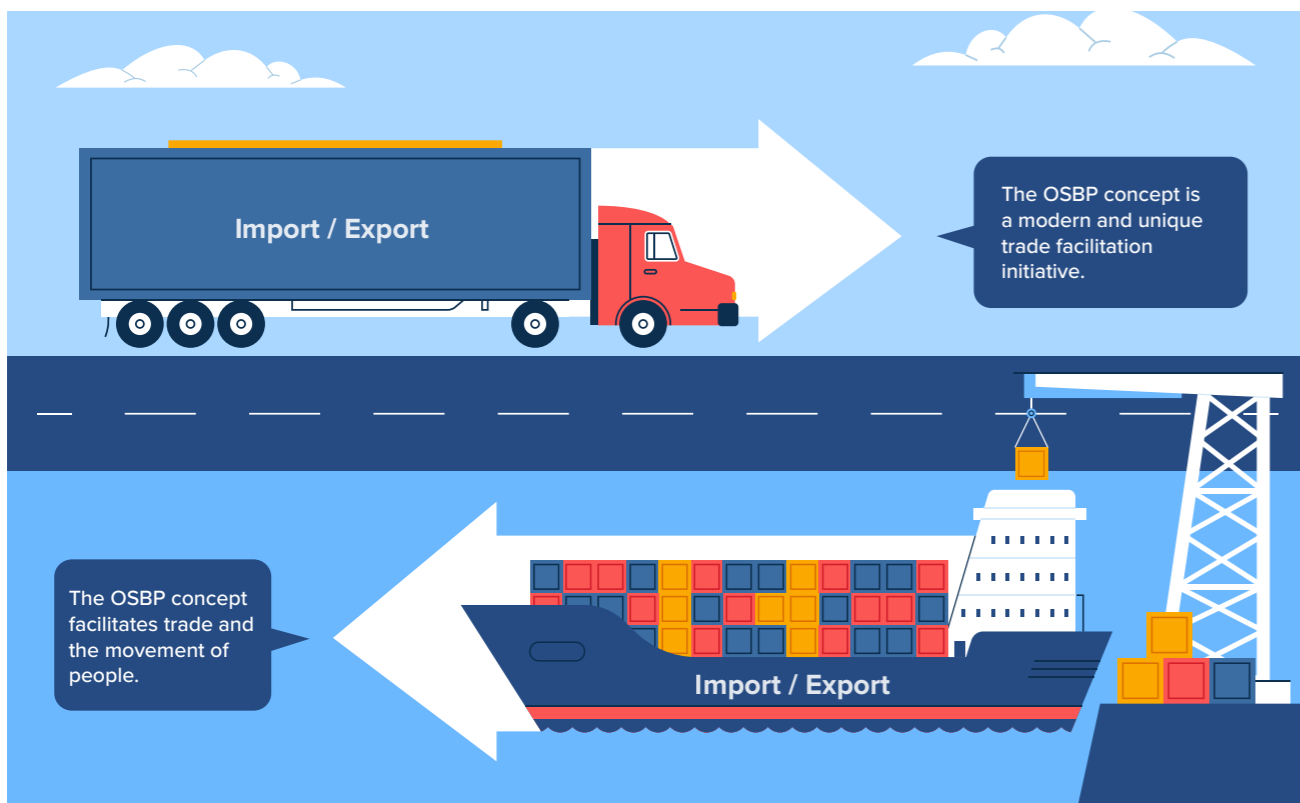 Import / Export
The OSBP concept is
a modern and unique
trade facilitation
initiative.
The OSBP concept
facilitates trade and
the movement of
people.
Import / Export